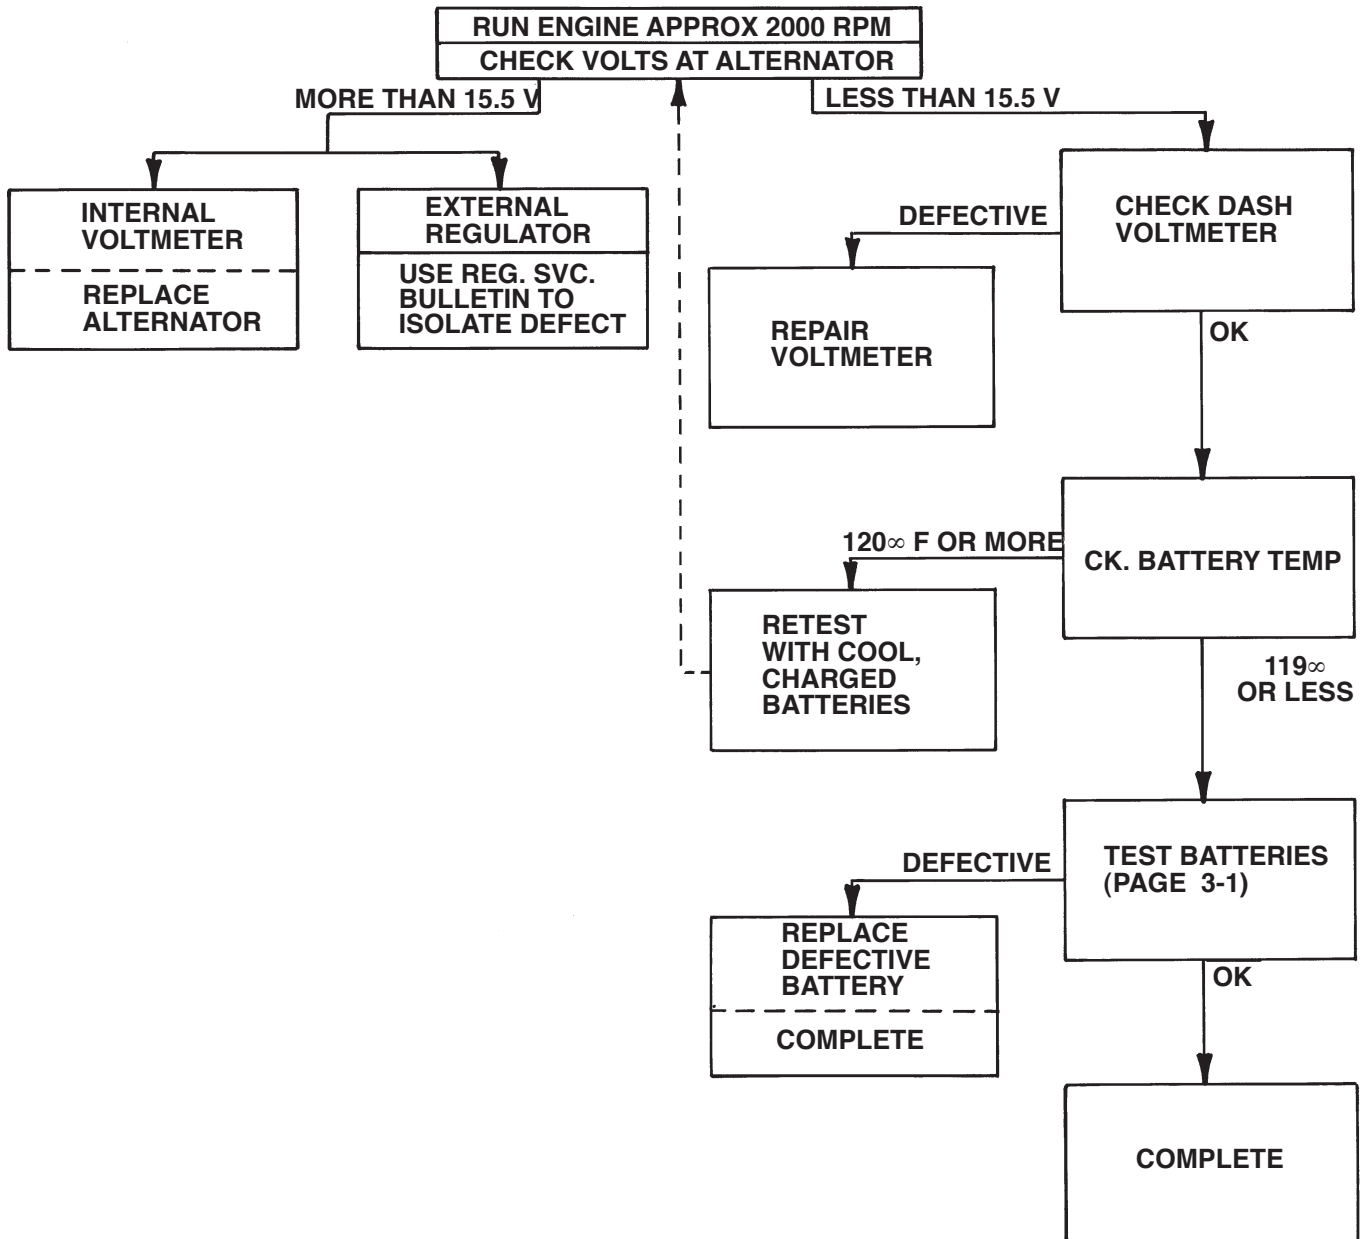 RUN ENGINE APPROX 2000 RPM
CHECK VOLTS AT ALTERNATOR
MORE THAN 15.5 V
LESS THAN 15.5 V
INTERNAL
VOLTMETER
REPLACE
ALTERNATOR
EXTERNAL
REGULATOR
USE REG. SVC.
BULLETIN TO
ISOLATE DEFECT
CHECK DASH
VOLTMETER
DEFECTIVE
REPAIR
VOLTMETER
OK
CK. BATTERY TEMP
120∞ F OR MORE
RETEST
WITH COOL,
CHARGED
BATTERIES
119∞
OR LESS
TEST BATTERIES
(PAGE 3-1)
DEFECTIVE
REPLACE
DEFECTIVE
BATTERY
COMPLETE
OK
COMPLETE